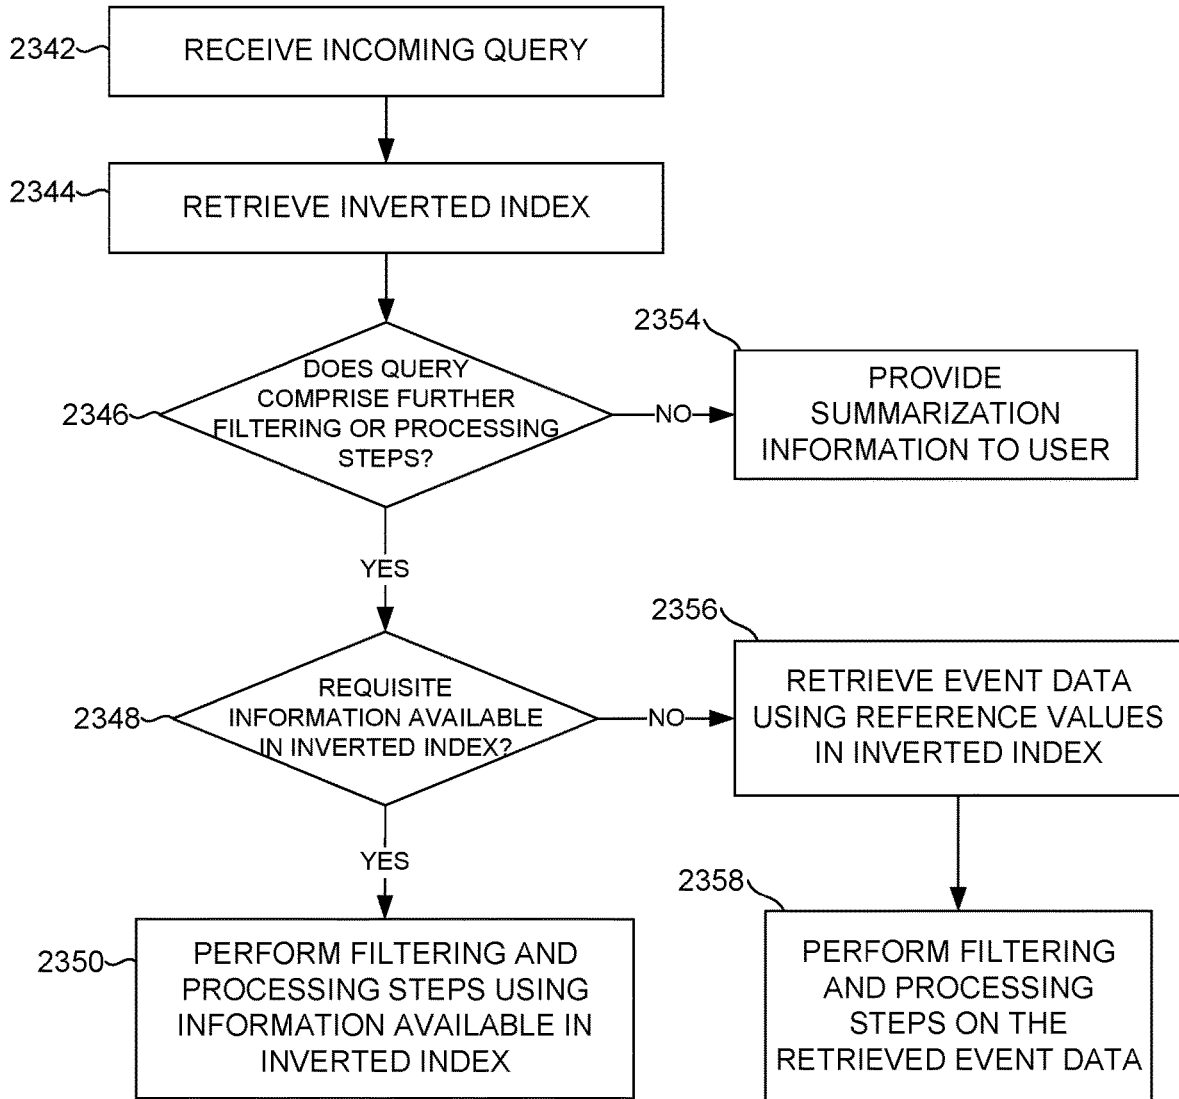 2342
RECEIVE INCOMING QUERY
2344
RETRIEVE INVERTED INDEX
2346
DOES QUERY
COMPRISE FURTHER
FILTERING OR PROCESSING
STEPS?
NO
2354
PROVIDE
SUMMARIZATION
INFORMATION TO USER
YES
2348
REQUISITE
INFORMATION AVAILABLE
IN INVERTED INDEX?
NO
2356
RETRIEVE EVENT DATA
USING REFERENCE VALUES
IN INVERTED INDEX
YES
2350
PERFORM FILTERING AND
PROCESSING STEPS USING
INFORMATION AVAILABLE IN
INVERTED INDEX
2358
PERFORM FILTERING
AND PROCESSING
STEPS ON THE
RETRIEVED EVENT DATA